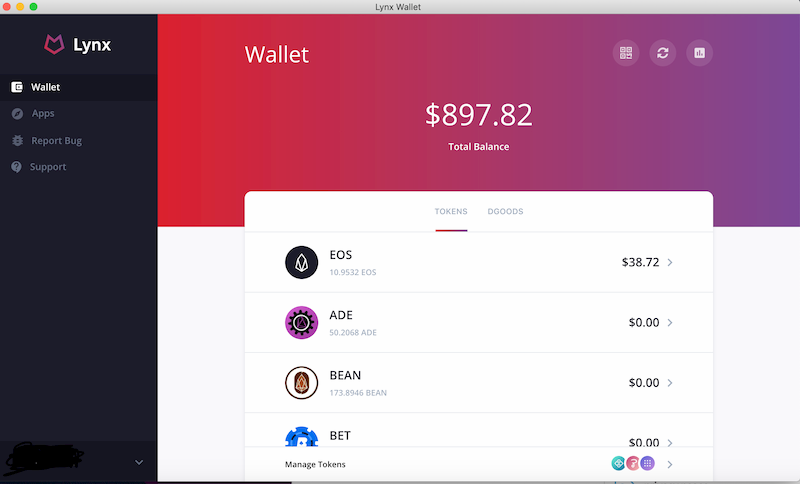 Lynx Wallet
Lynx
Wallet
Apps
Report Bug
Support
Wallet
$897.82
Total Balance
TOKENS DGOODS
EOS
10.9532 EOS
$38.72
ADE
50.2068 ADE
$0.00
BEAN
173.8946 BEAN
$0.00
BET
$0.00
Manage Tokens